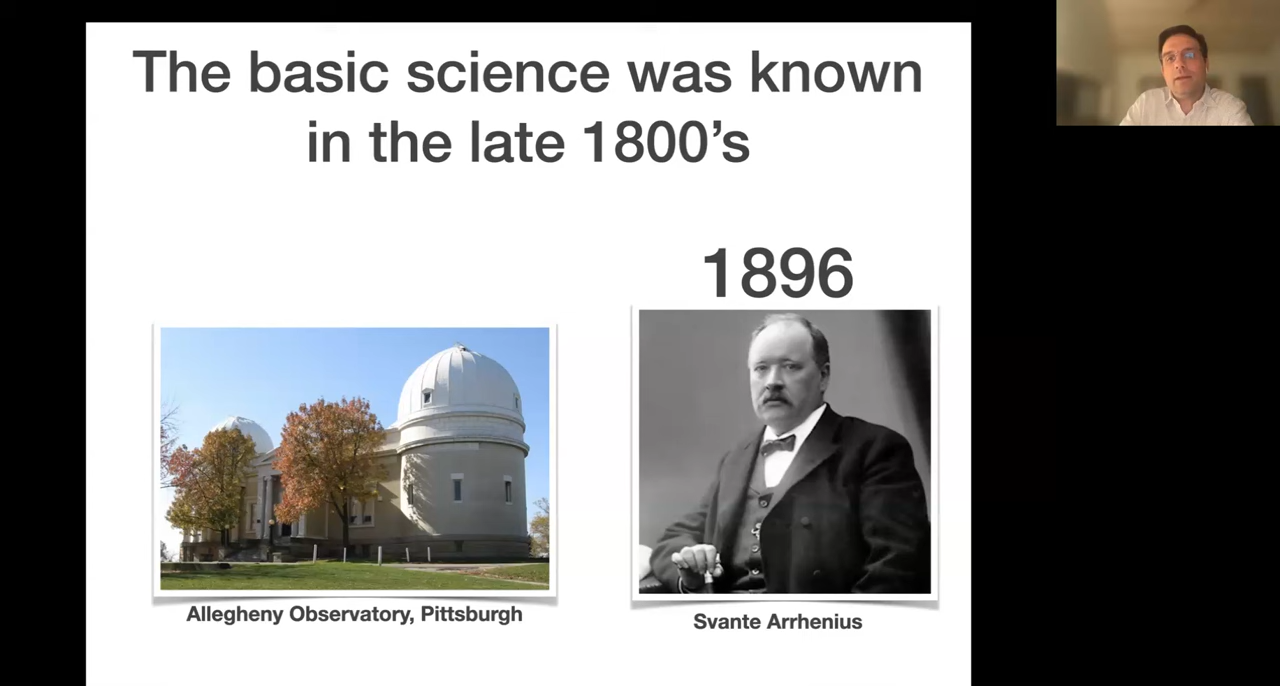 The basic science was known
in the late 1800’s
1896
Allegheny Observatory, Pittsburgh
Svante Arrhenius